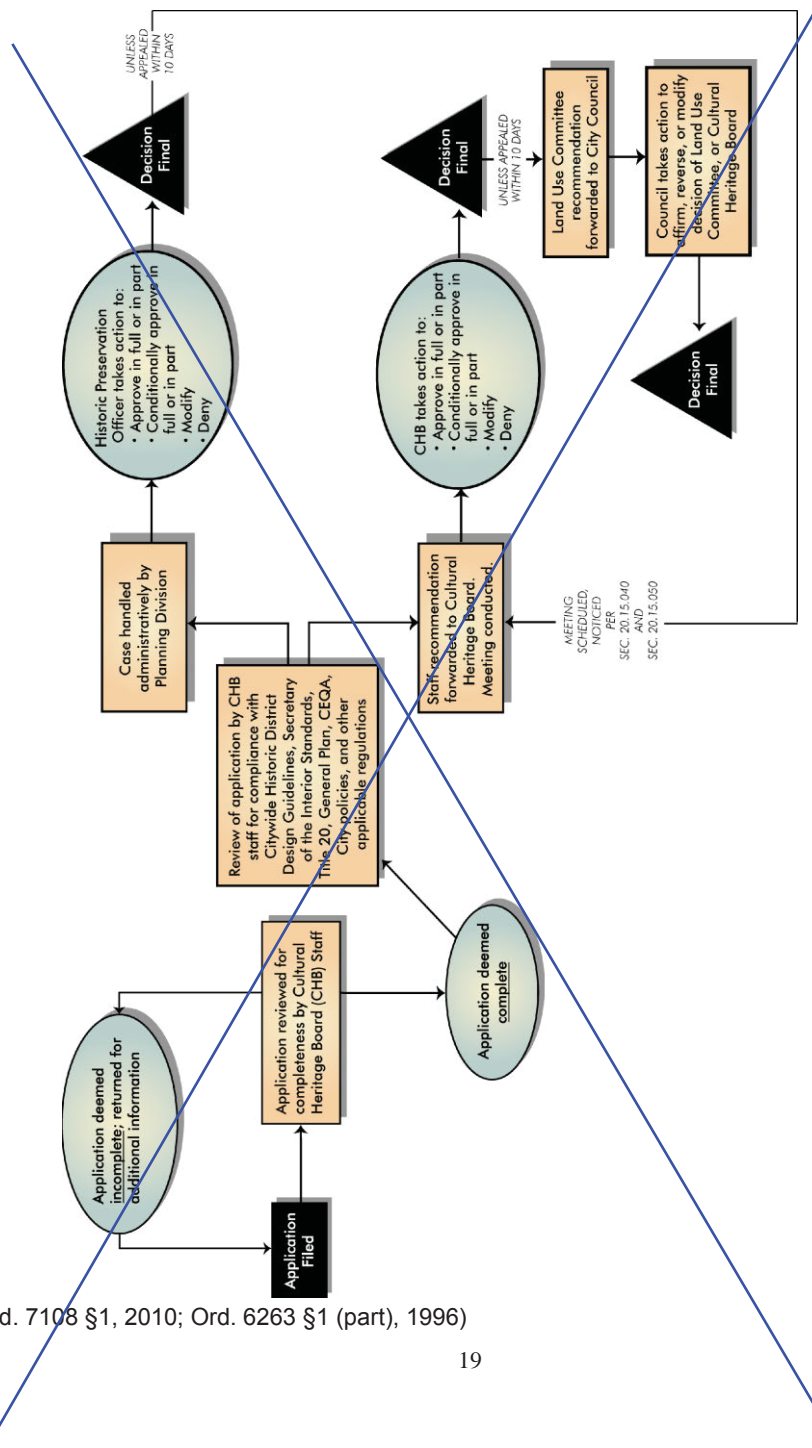 Application
Filed
Application deemed
incomplete; returned for
additional information
Application reviewed for
completeness by Cultural
Heritage Board (CHB) Staff
Application deemed
complete
Review of application by CHB
staff for compliance with
Citywide Historic District
Design Guidelines, Secretary
of the Interior Standards,
Title 20, General Plan, CEQA,
City policies, and other
applicable regulations
Case handled
administratively by
Planning Division
Historic Preservation
Officer takes action to:
• Approve in full or in part
• Conditionally approve in
full or in part
• Modify
• Deny
Decision
Final
UNLESS
APPEALED
WITHIN
10 DAYS
Staff recommendation
forwarded to Cultural
Heritage Board.
Meeting conducted.
MEETING
SCHEDULED,
NOTICED
PER
SEC. 20.15.040
AND
SEC. 20.15.050
CHB takes action to:
• Approve in full or in part
• Conditionally approve in
full or in part
• Modify
• Deny
Decision
Final
UNLESS APPEALED
WITHIN 10 DAYS
Land Use Committee
recommendation
forwarded to City Council
Council takes action to
affirm, reverse, or modify
decision of Land Use
Committee, or Cultural
Heritage Board
Decision
Final
d. 7108 §1, 2010; Ord. 6263 §1 (part), 1996)
19